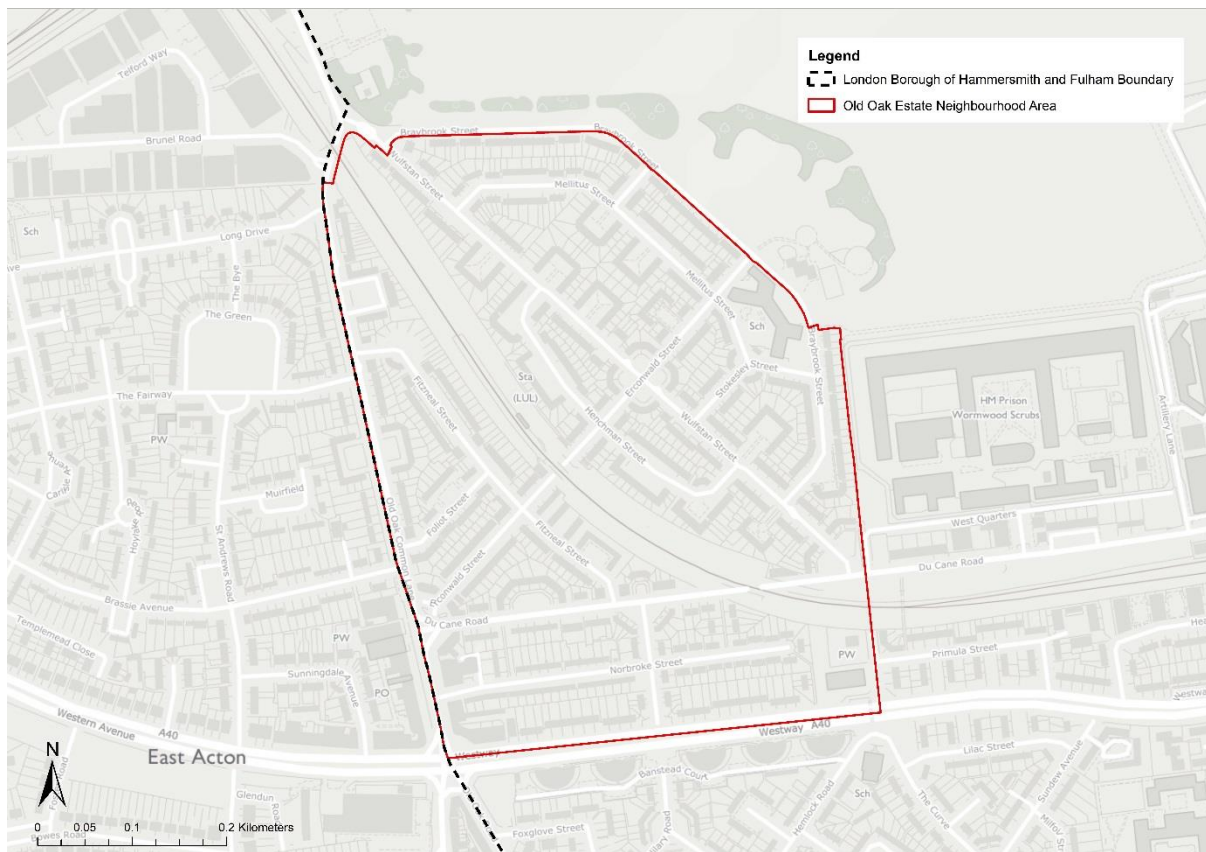 Legend
London Borough of Hammersmith and Fulham Boundary
Old Oak Estate Neighbourhood Area
Telford Way
Brunel Road
Braybrook Street
Braybrook Street
Wulfstan Street
Mellitus Street
Sch
Long Drive
The Bye
The Green
Mellitus Street
Sch
Braybrook Street
Erconwald Street
Stokesley Street
Sta
(LUL)
The Fairway
Fitzneal Street
HM Prison
Wormwood Scrubs
Artillery Lane
PW
Henchman Street
Wulfstan Street
Muirfield
St Andrews Road
Old Oak Common Lane
Foliot Street
Fitzneal Street
West Quarters
Du Cane Road
Erconwald Street
Brassie Avenue
Du Cane Road
Templemead Close
PW
Norbroke Street
PW
Primula Street
Sunningdale Avenue
PO
Western Avenue
A40
East Acton
Westway
Westway A40
Lilac Street
Banstead Court
Sch
Hemlock Road
The Curve
Sundew Avenue
Glendun
Foxglove Street
N
0 0.05 0.1 0.2 Kilometers